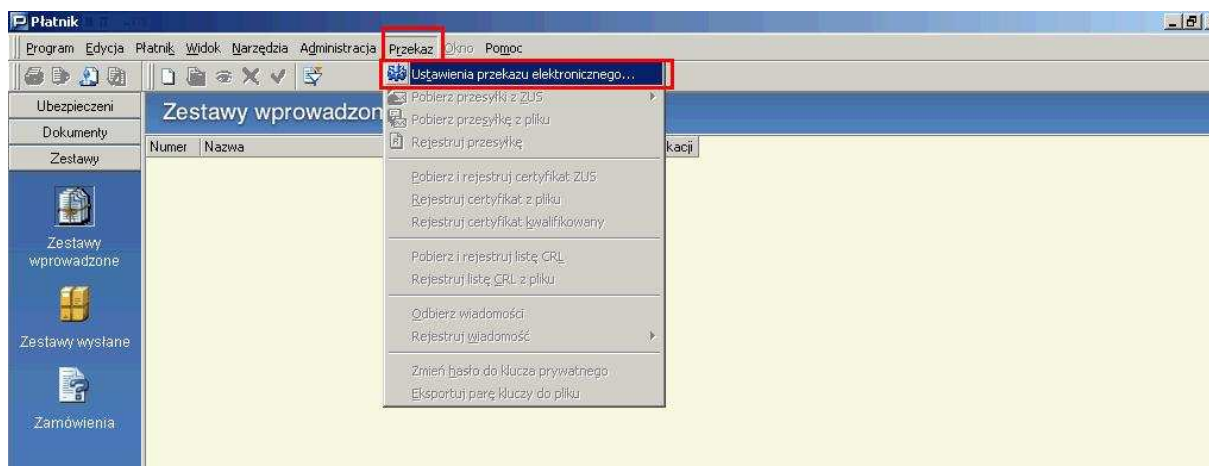 Płatnik
Program Edycja Płatnik Widok Narzędzia Administracja Przekaz Okno Pomoc
Ustawienia przekazu elektronicznego...
Ubezpieczeni
Zestawy wprowadzon
Pobierz przesyłki z ZUS
Pobierz przesyłkę z pliku
Dokumenty
Rejestruj przesyłkę
Numer Nazwa
kacji
Zestawy
Pobierz i rejestruj certyfikat ZUS
Rejestruj certyfikat z pliku
Rejestruj certyfikat kwalifikowany
Zestawy
wprowadzone
Pobierz i rejestruj listę CRL
Rejestruj listę CRL z pliku
Odbierz wiadomości
Rejestruj wiadomość
Zestawy wysłane
Zmień hasło do klucza prywatnego
Eksportuj parę kluczy do pliku
Zamówienia